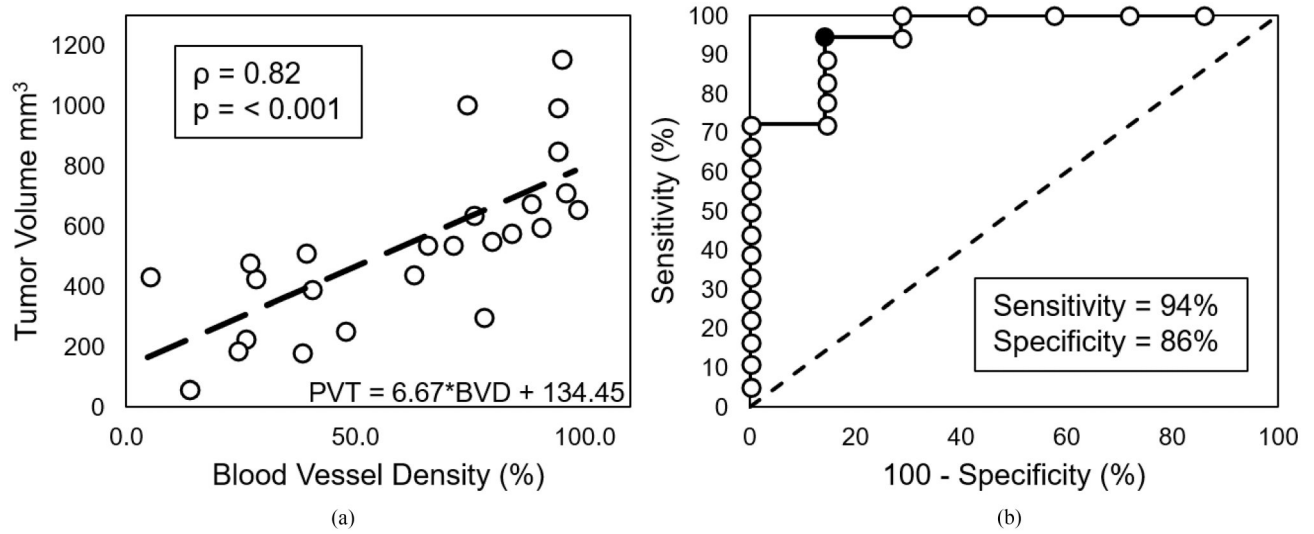 1200
1000
800
600
400
200
0
Tumor Volume mm³
ρ = 0.82
p = < 0.001
PVT = 6.67*BVD + 134.45
0.0 50.0 100.0
Blood Vessel Density (%)
(a)
100
90
80
70
60
50
40
30
20
10
0
Sensitivity (%)
Sensitivity = 94%
Specificity = 86%
0 20 40 60 80 100
100 - Specificity (%)
(b)